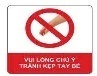 VUI LÒNG CHÚ Ý
TRÁNH KẸP TAY BÉ